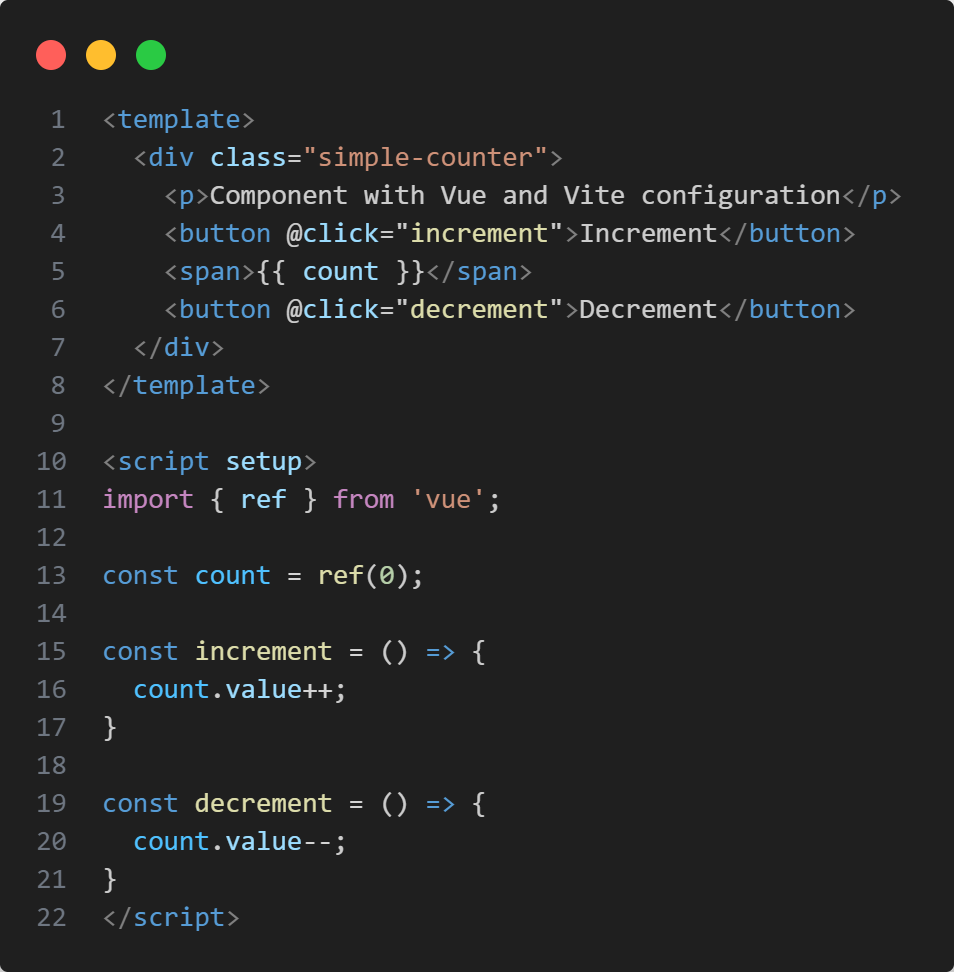 1 <template>
2   <div class="simple-counter">
3     <p>Component with Vue and Vite configuration</p>
4     <button @click="increment">Increment</button>
5     <span>{{ count }}</span>
6     <button @click="decrement">Decrement</button>
7   </div>
8 </template>
9
10 <script setup>
11 import { ref } from 'vue';
12
13 const count = ref(0);
14
15 const increment = () => {
16   count.value++;
17 }
18
19 const decrement = () => {
20   count.value--;
21 }
22 </script>